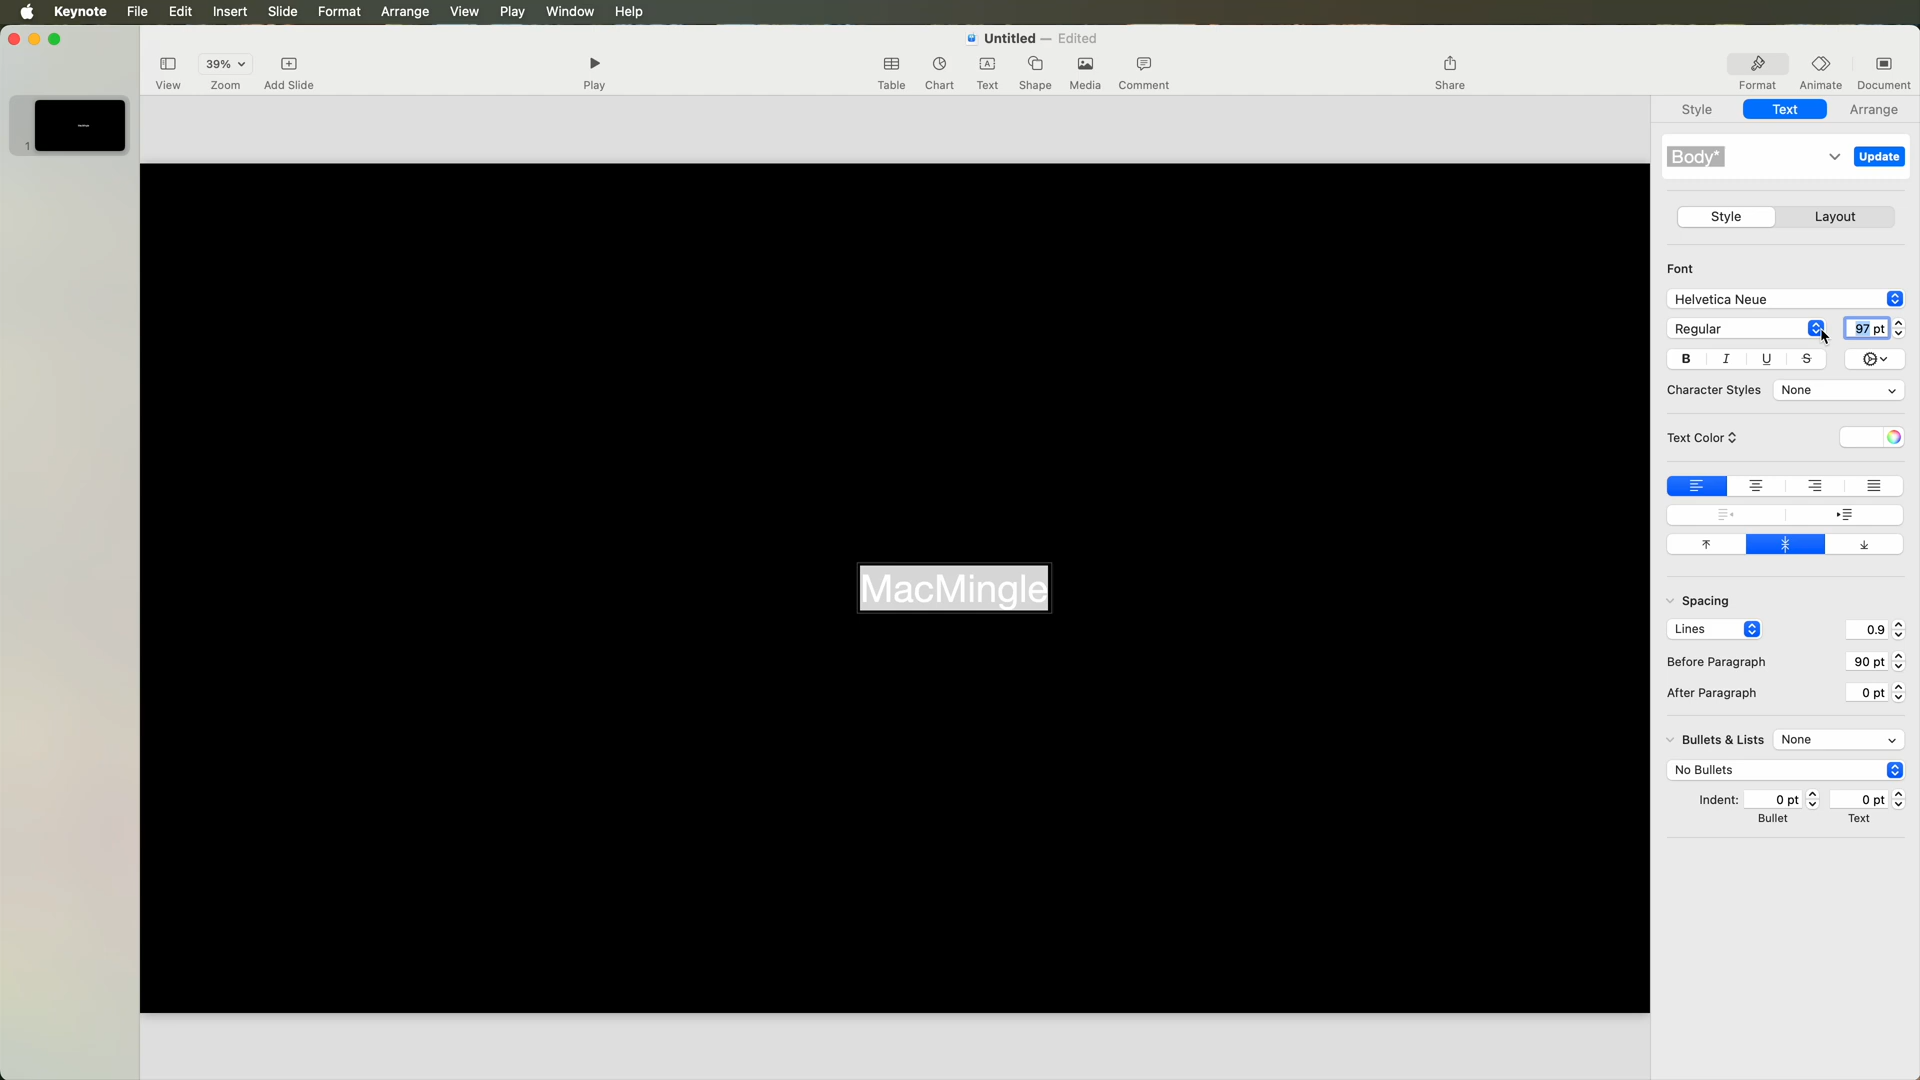 Keynote File Edit Insert Slide Format Arrange View Play Window Help
Untitled — Edited
39%
View Zoom Add Slide Play Table Chart Text Shape Media Comment Share Format Animate Document
Style Text Arrange
1
Body* Update
Style Layout
Font
Helvetica Neue
Regular 97 pt
B I U S
Character Styles None
Text Color
MacMingle
Spacing
Lines 0.9
Before Paragraph 90 pt
After Paragraph 0 pt
Bullets & Lists None
No Bullets
Indent: 0 pt 0 pt
Bullet Text